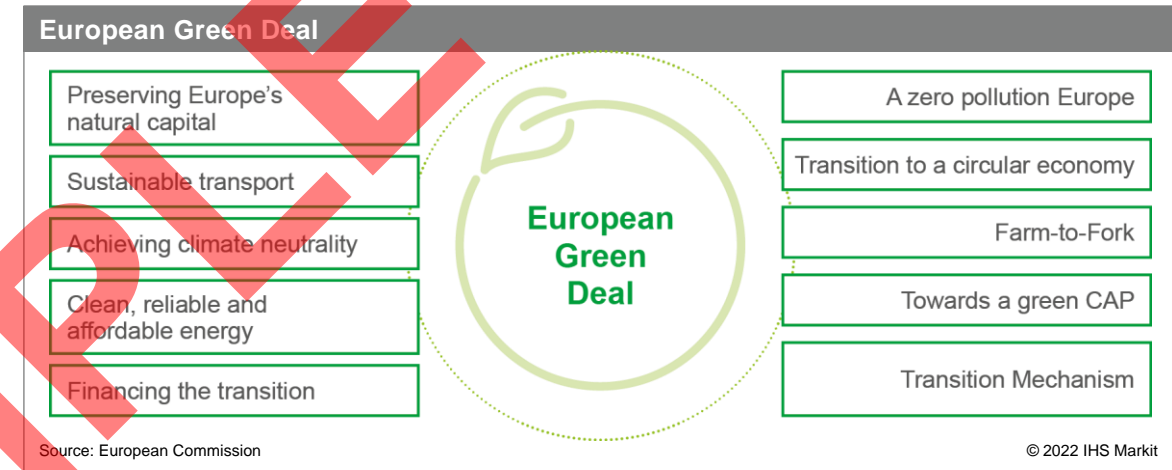 European Green Deal
Preserving Europe's
natural capital
Sustainable transport
Achieving climate neutrality
Clean, reliable and
affordable energy
Financing the transition
European
Green
Deal
A zero pollution Europe
Transition to a circular economy
Farm-to-Fork
Towards a green CAP
Transition Mechanism
Source: European Commission
© 2022 IHS Markit